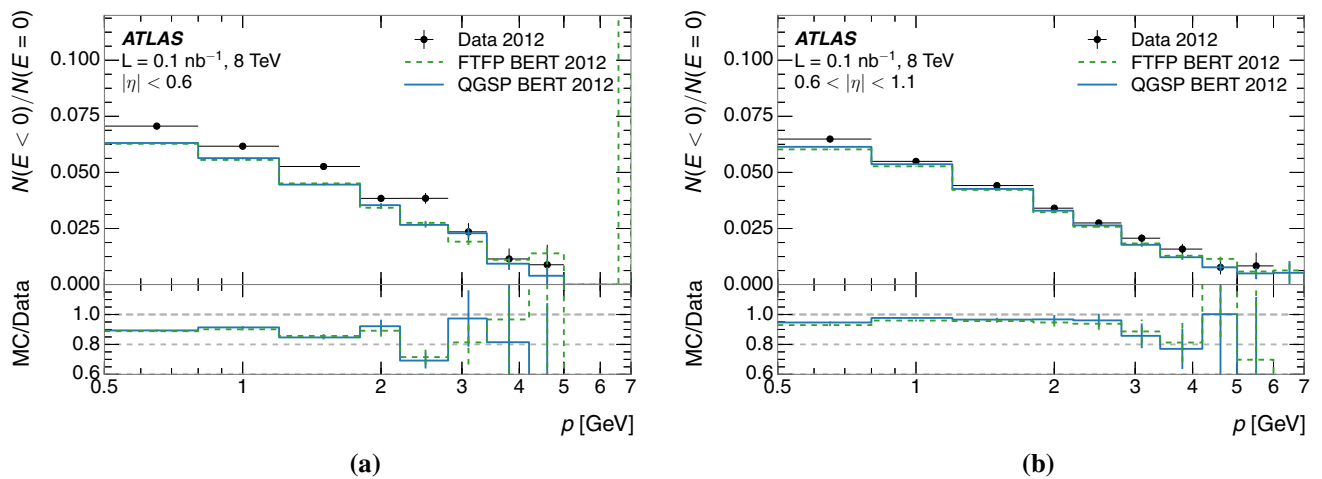 ATLAS
L = 0.1 nb⁻¹, 8 TeV
|η| < 0.6
Data 2012
FTFP BERT 2012
QGSP BERT 2012
N(E < 0)/N(E = 0)
0.100
0.075
0.050
0.025
0.000
MC/Data
1.0
0.8
0.6
0.5 1 2 3 4 5 6 7
p [GeV]
(a)
ATLAS
L = 0.1 nb⁻¹, 8 TeV
0.6 < |η| < 1.1
Data 2012
FTFP BERT 2012
QGSP BERT 2012
N(E < 0)/N(E = 0)
0.100
0.075
0.050
0.025
0.000
MC/Data
1.0
0.8
0.6
0.5 1 2 3 4 5 6 7
p [GeV]
(b)